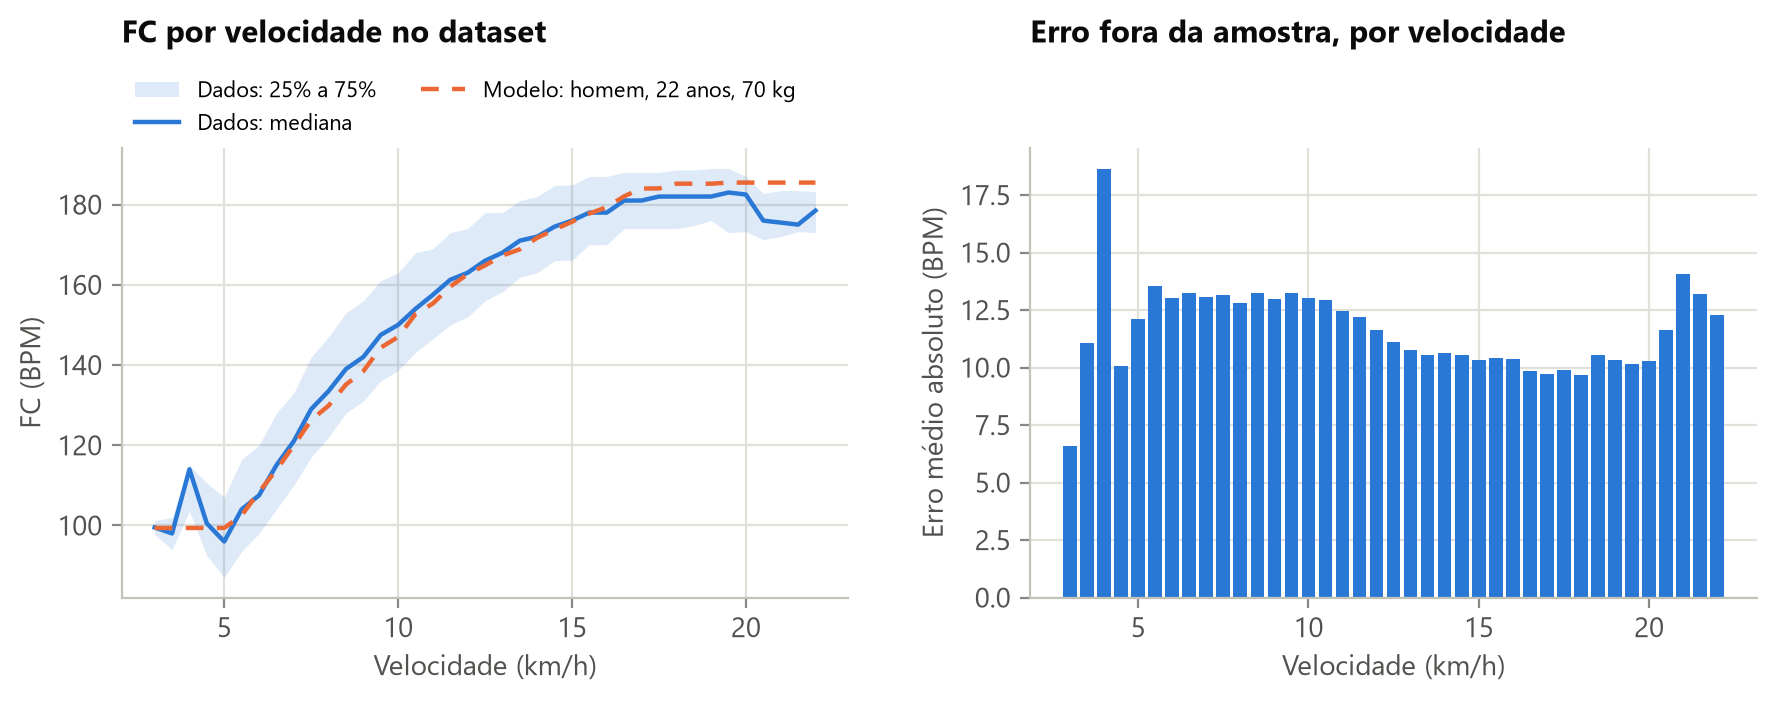 FC por velocidade no dataset
Dados: 25% a 75%
Modelo: homem, 22 anos, 70 kg
Dados: mediana
180
160
140
120
100
FC (BPM)
5
10
15
20
Velocidade (km/h)
Erro fora da amostra, por velocidade
17.5
15.0
12.5
10.0
7.5
5.0
2.5
0.0
Erro médio absoluto (BPM)
5
10
15
20
Velocidade (km/h)